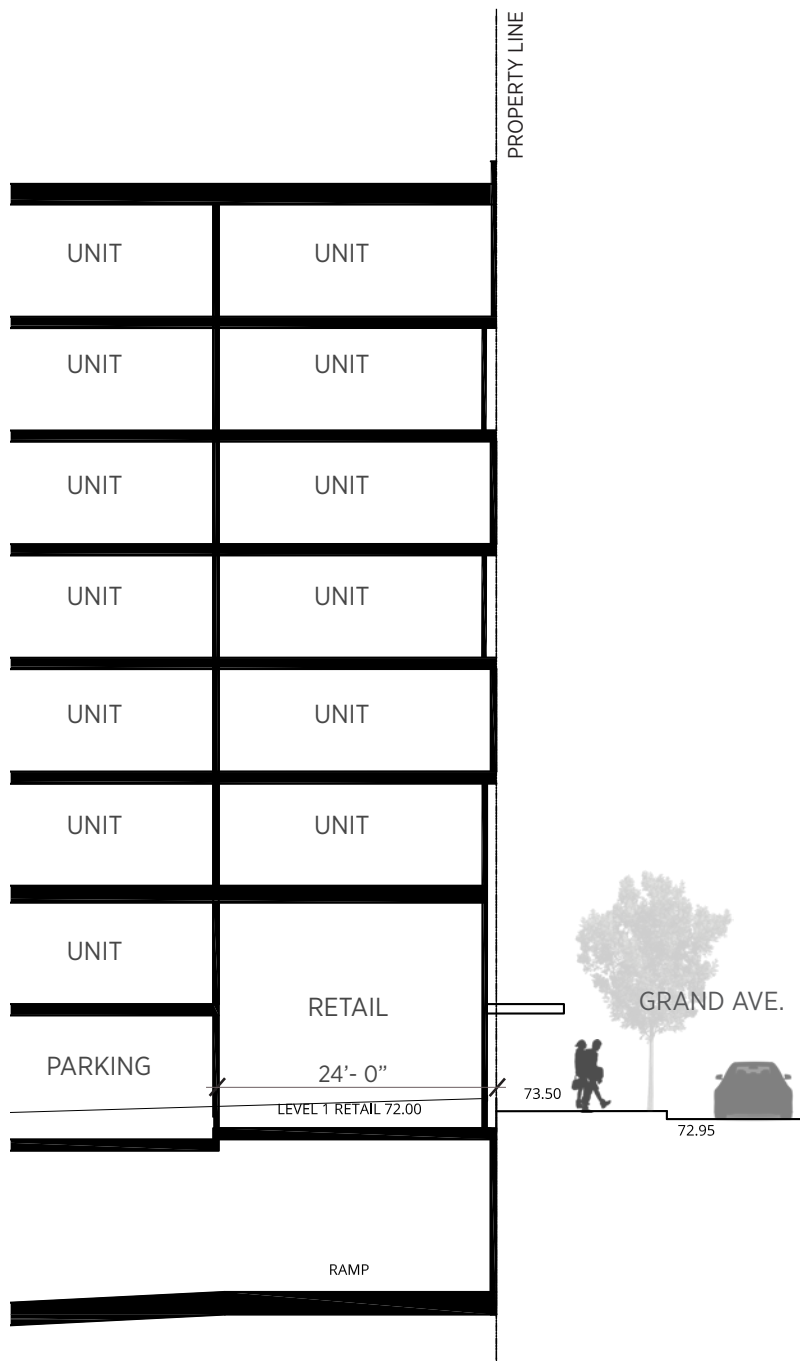 PROPERTY LINE
UNIT UNIT
UNIT UNIT
UNIT UNIT
UNIT UNIT
UNIT UNIT
UNIT UNIT
UNIT
GRAND AVE.
RETAIL
PARKING
24’- 0”
73.50
LEVEL 1 RETAIL 72.00
72.95
RAMP